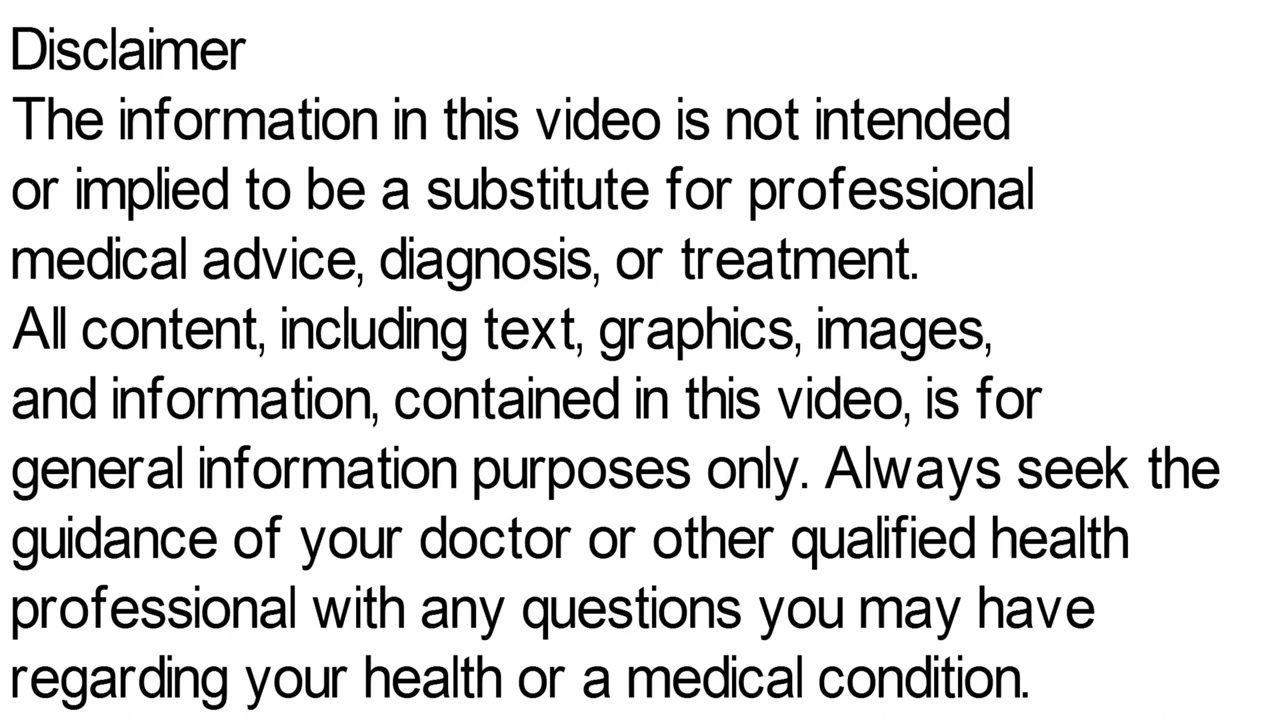 Disclaimer
The information in this video is not intended
or implied to be a substitute for professional
medical advice, diagnosis, or treatment.
All content, including text, graphics, images,
and information, contained in this video, is for
general information purposes only. Always seek the
guidance of your doctor or other qualified health
professional with any questions you may have
regarding your health or a medical condition.